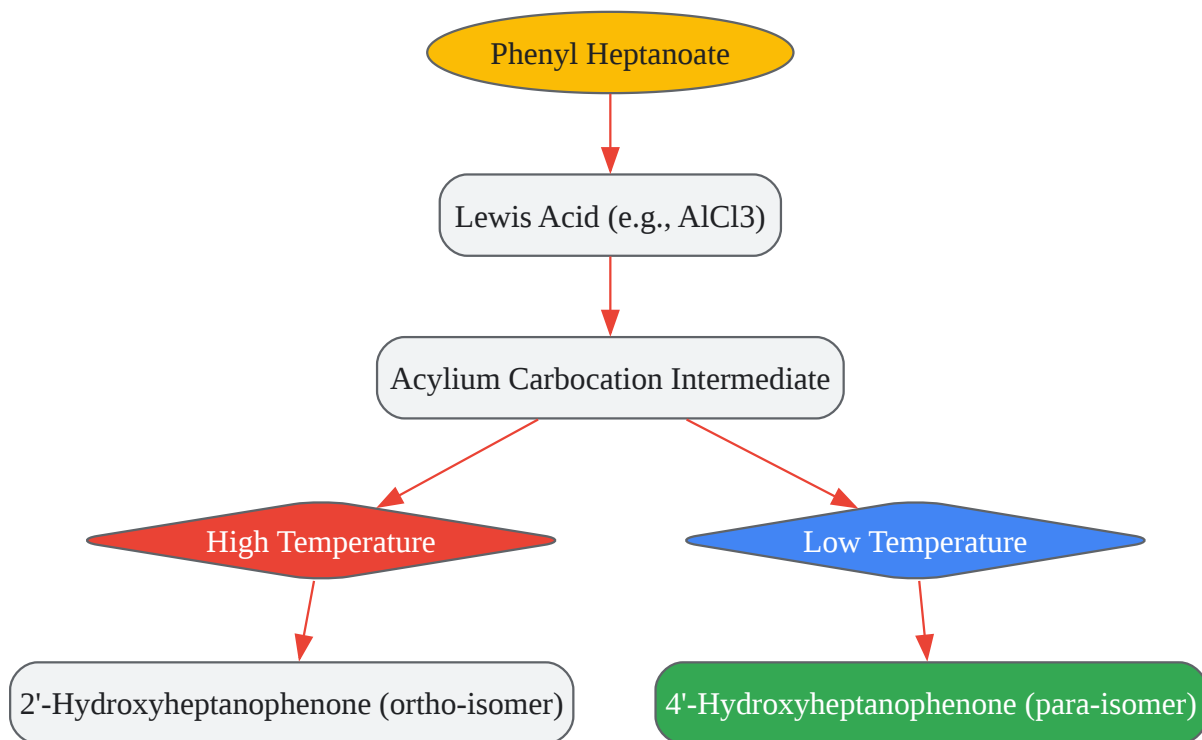 Phenyl Heptanoate
Lewis Acid (e.g., AlCl3)
Acylium Carbocation Intermediate
High Temperature
Low Temperature
2'-Hydroxyheptanophenone (ortho-isomer)
4'-Hydroxyheptanophenone (para-isomer)